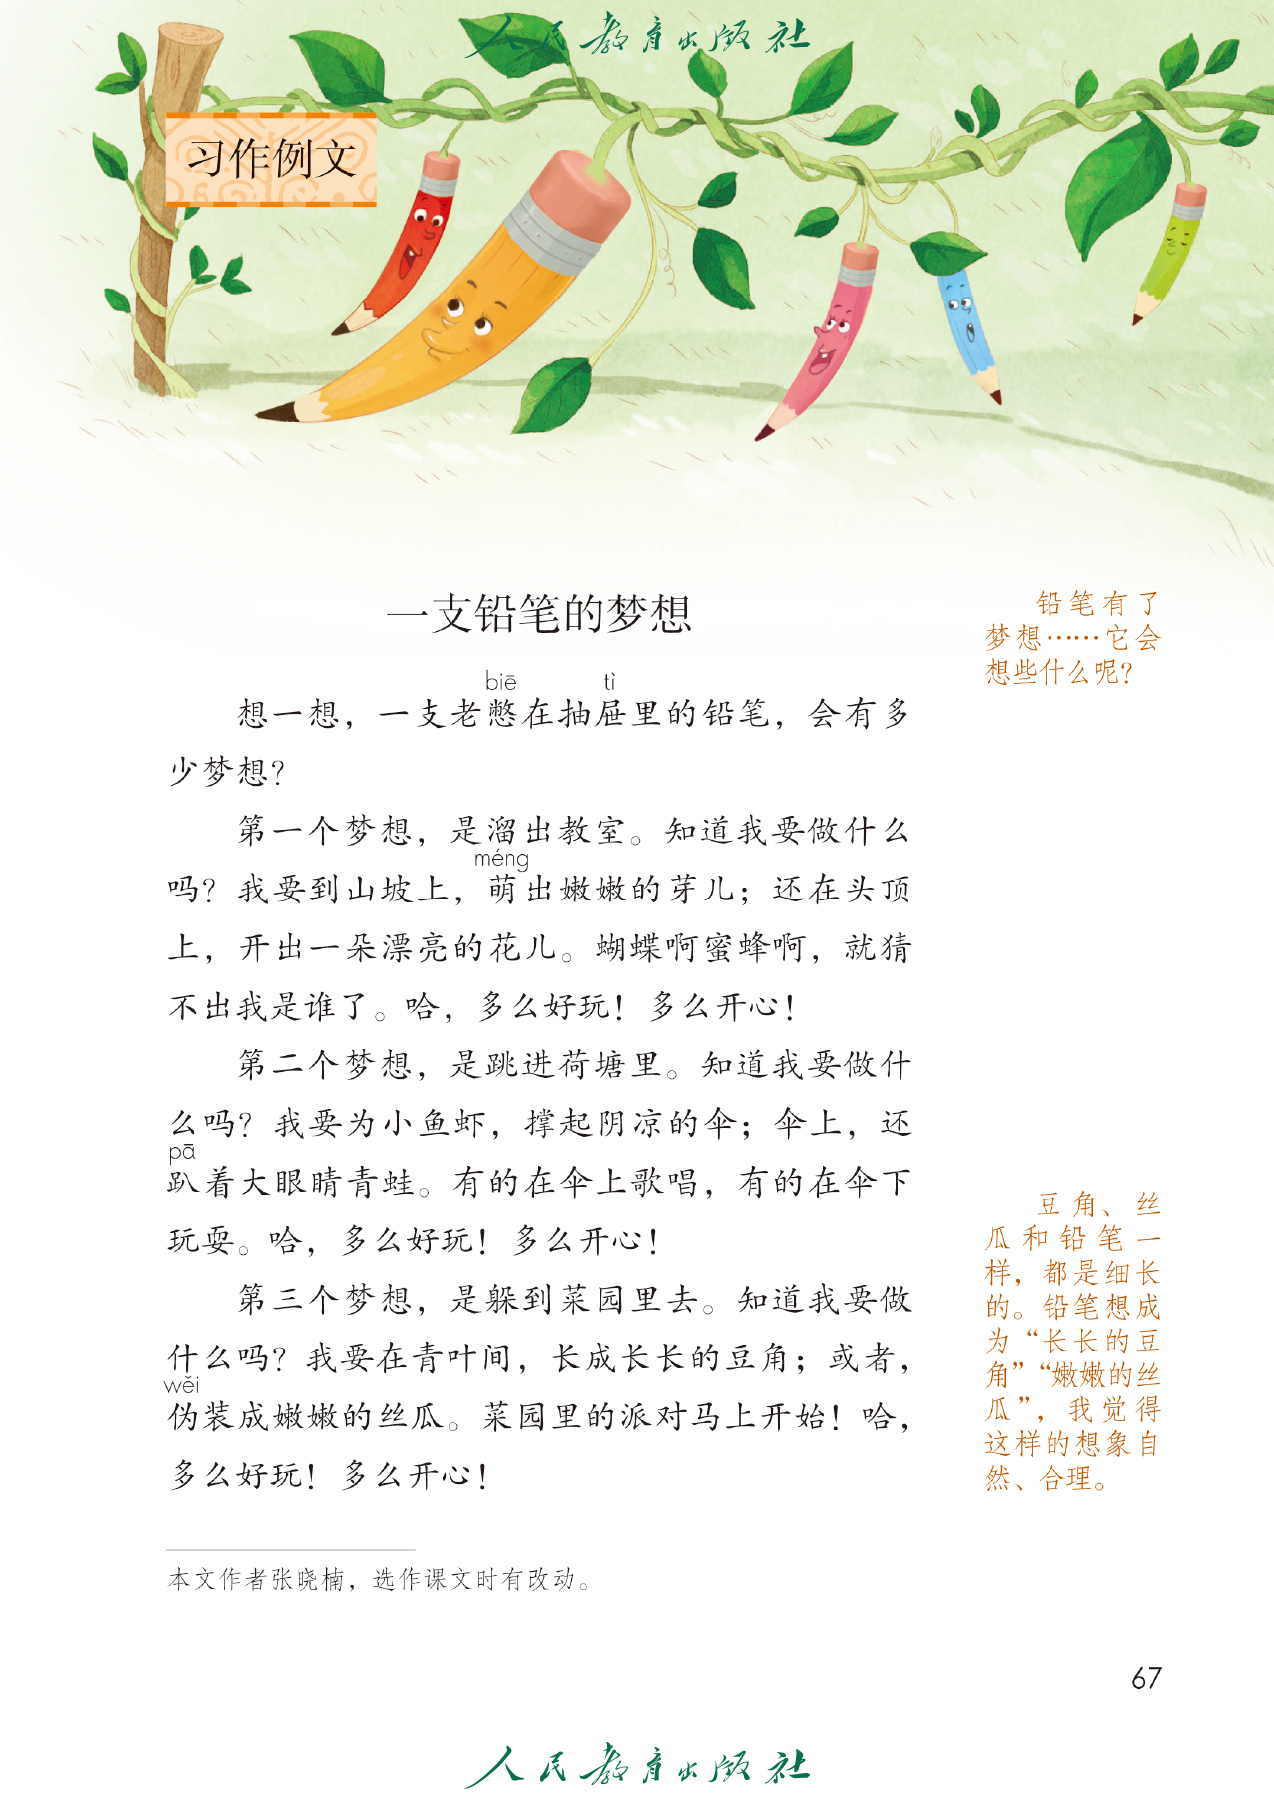 人民教育出版社
习作例文
一支铅笔的梦想
铅笔有了
梦想……它会
想些什么呢？
biē tì
想一想，一支老憋在抽屉里的铅笔，会有多
少梦想？
第一个梦想，是溜出教室。知道我要做什么
méng
吗？我要到山坡上，萌出嫩嫩的芽儿；还在头顶
上，开出一朵漂亮的花儿。蝴蝶啊蜜蜂啊，就猜
不出我是谁了。哈，多么好玩！多么开心！
第二个梦想，是跳进荷塘里。知道我要做什
么吗？我要为小鱼虾，撑起阴凉的伞；伞上，还
pā
趴着大眼睛青蛙。有的在伞上歌唱，有的在伞下
玩耍。哈，多么好玩！多么开心！
第三个梦想，是躲到菜园里去。知道我要做
什么吗？我要在青叶间，长成长长的豆角；或者，
wěi
伪装成嫩嫩的丝瓜。菜园里的派对马上开始！哈，
多么好玩！多么开心！
豆角、丝
瓜和铅笔一
样，都是细长
的。铅笔想成
为“长长的豆
角”“嫩嫩的丝
瓜”，我觉得
这样的想象自
然、合理。
本文作者张晓楠，选作课文时有改动。
67
人民教育出版社